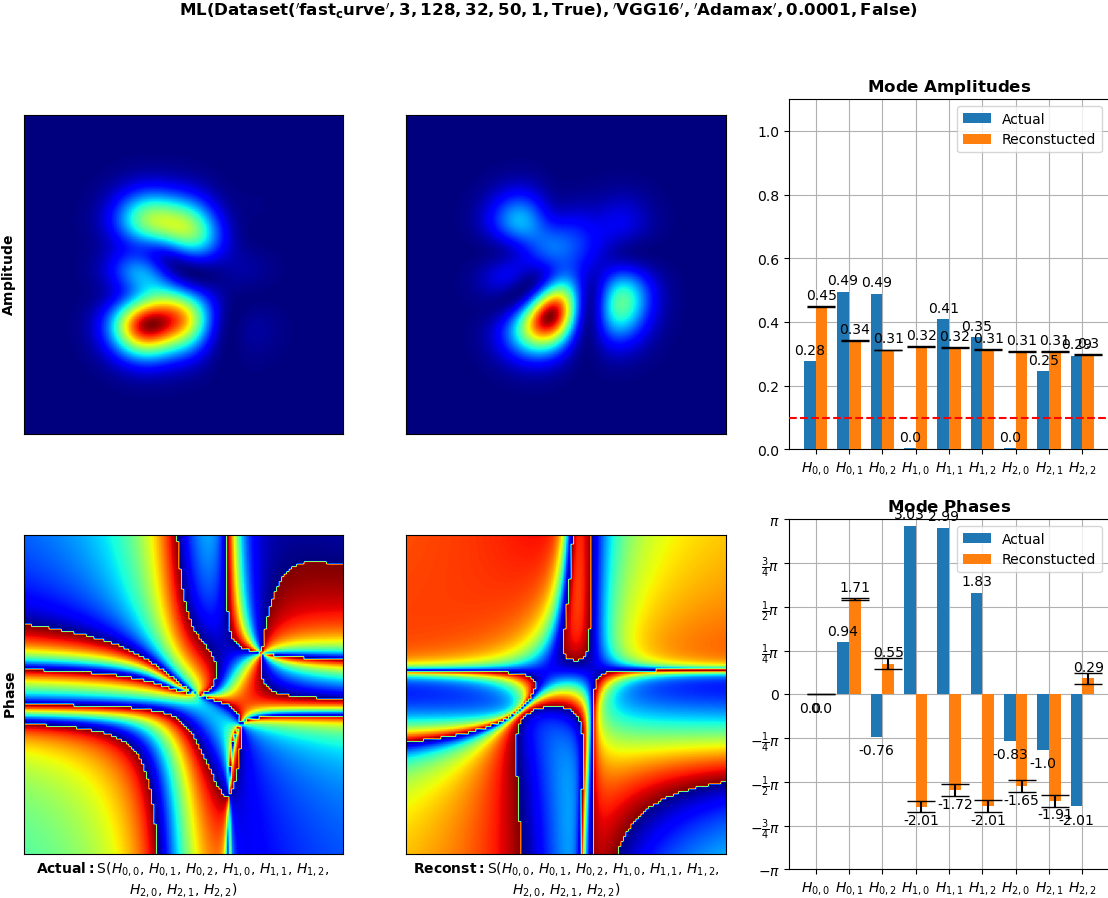 ML(Dataset('fast_curve', 3, 128, 32, 50, 1, True), 'VGG16', 'Adamax', 0.0001, False)
Amplitude
Mode Amplitudes
Actual
Reconstucted
1.0
0.8
0.6
0.4
0.2
0.0
0.28
0.45
0.49
0.34
0.49
0.31
0.0
0.32
0.41
0.32
0.35
0.31
0.0
0.31
0.25
0.31
0.29
0.3
H0,0 H0,1 H0,2 H1,0 H1,1 H1,2 H2,0 H2,1 H2,2
Phase
Actual: S(H0,0, H0,1, H0,2, H1,0, H1,1, H1,2,
H2,0, H2,1, H2,2)
Reconst: S(H0,0, H0,1, H0,2, H1,0, H1,1, H1,2,
H2,0, H2,1, H2,2)
Mode Phases
Actual
Reconstucted
π
3/4π
1/2π
1/4π
0
−1/4π
−1/2π
−3/4π
−π
0.0
0.0
0.94
1.71
-0.76
0.55
3.03
-2.01
2.99
-1.72
1.83
-2.01
-0.83
-1.65
-1.0
-1.91
-2.01
0.29
H0,0 H0,1 H0,2 H1,0 H1,1 H1,2 H2,0 H2,1 H2,2